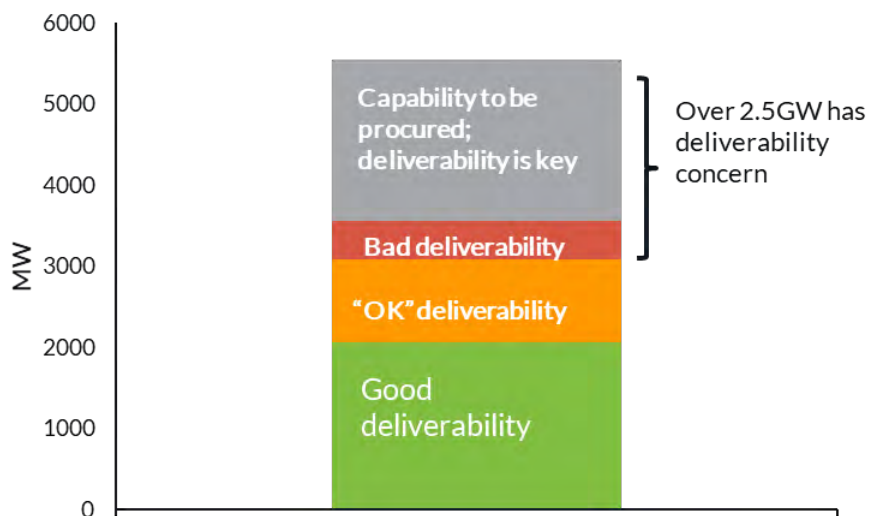 6000
5000
4000
3000
2000
1000
0
MW
Capability to be
procured;
deliverability is key
Bad deliverability
“OK” deliverability
Good
deliverability
Over 2.5GW has
deliverability
concern